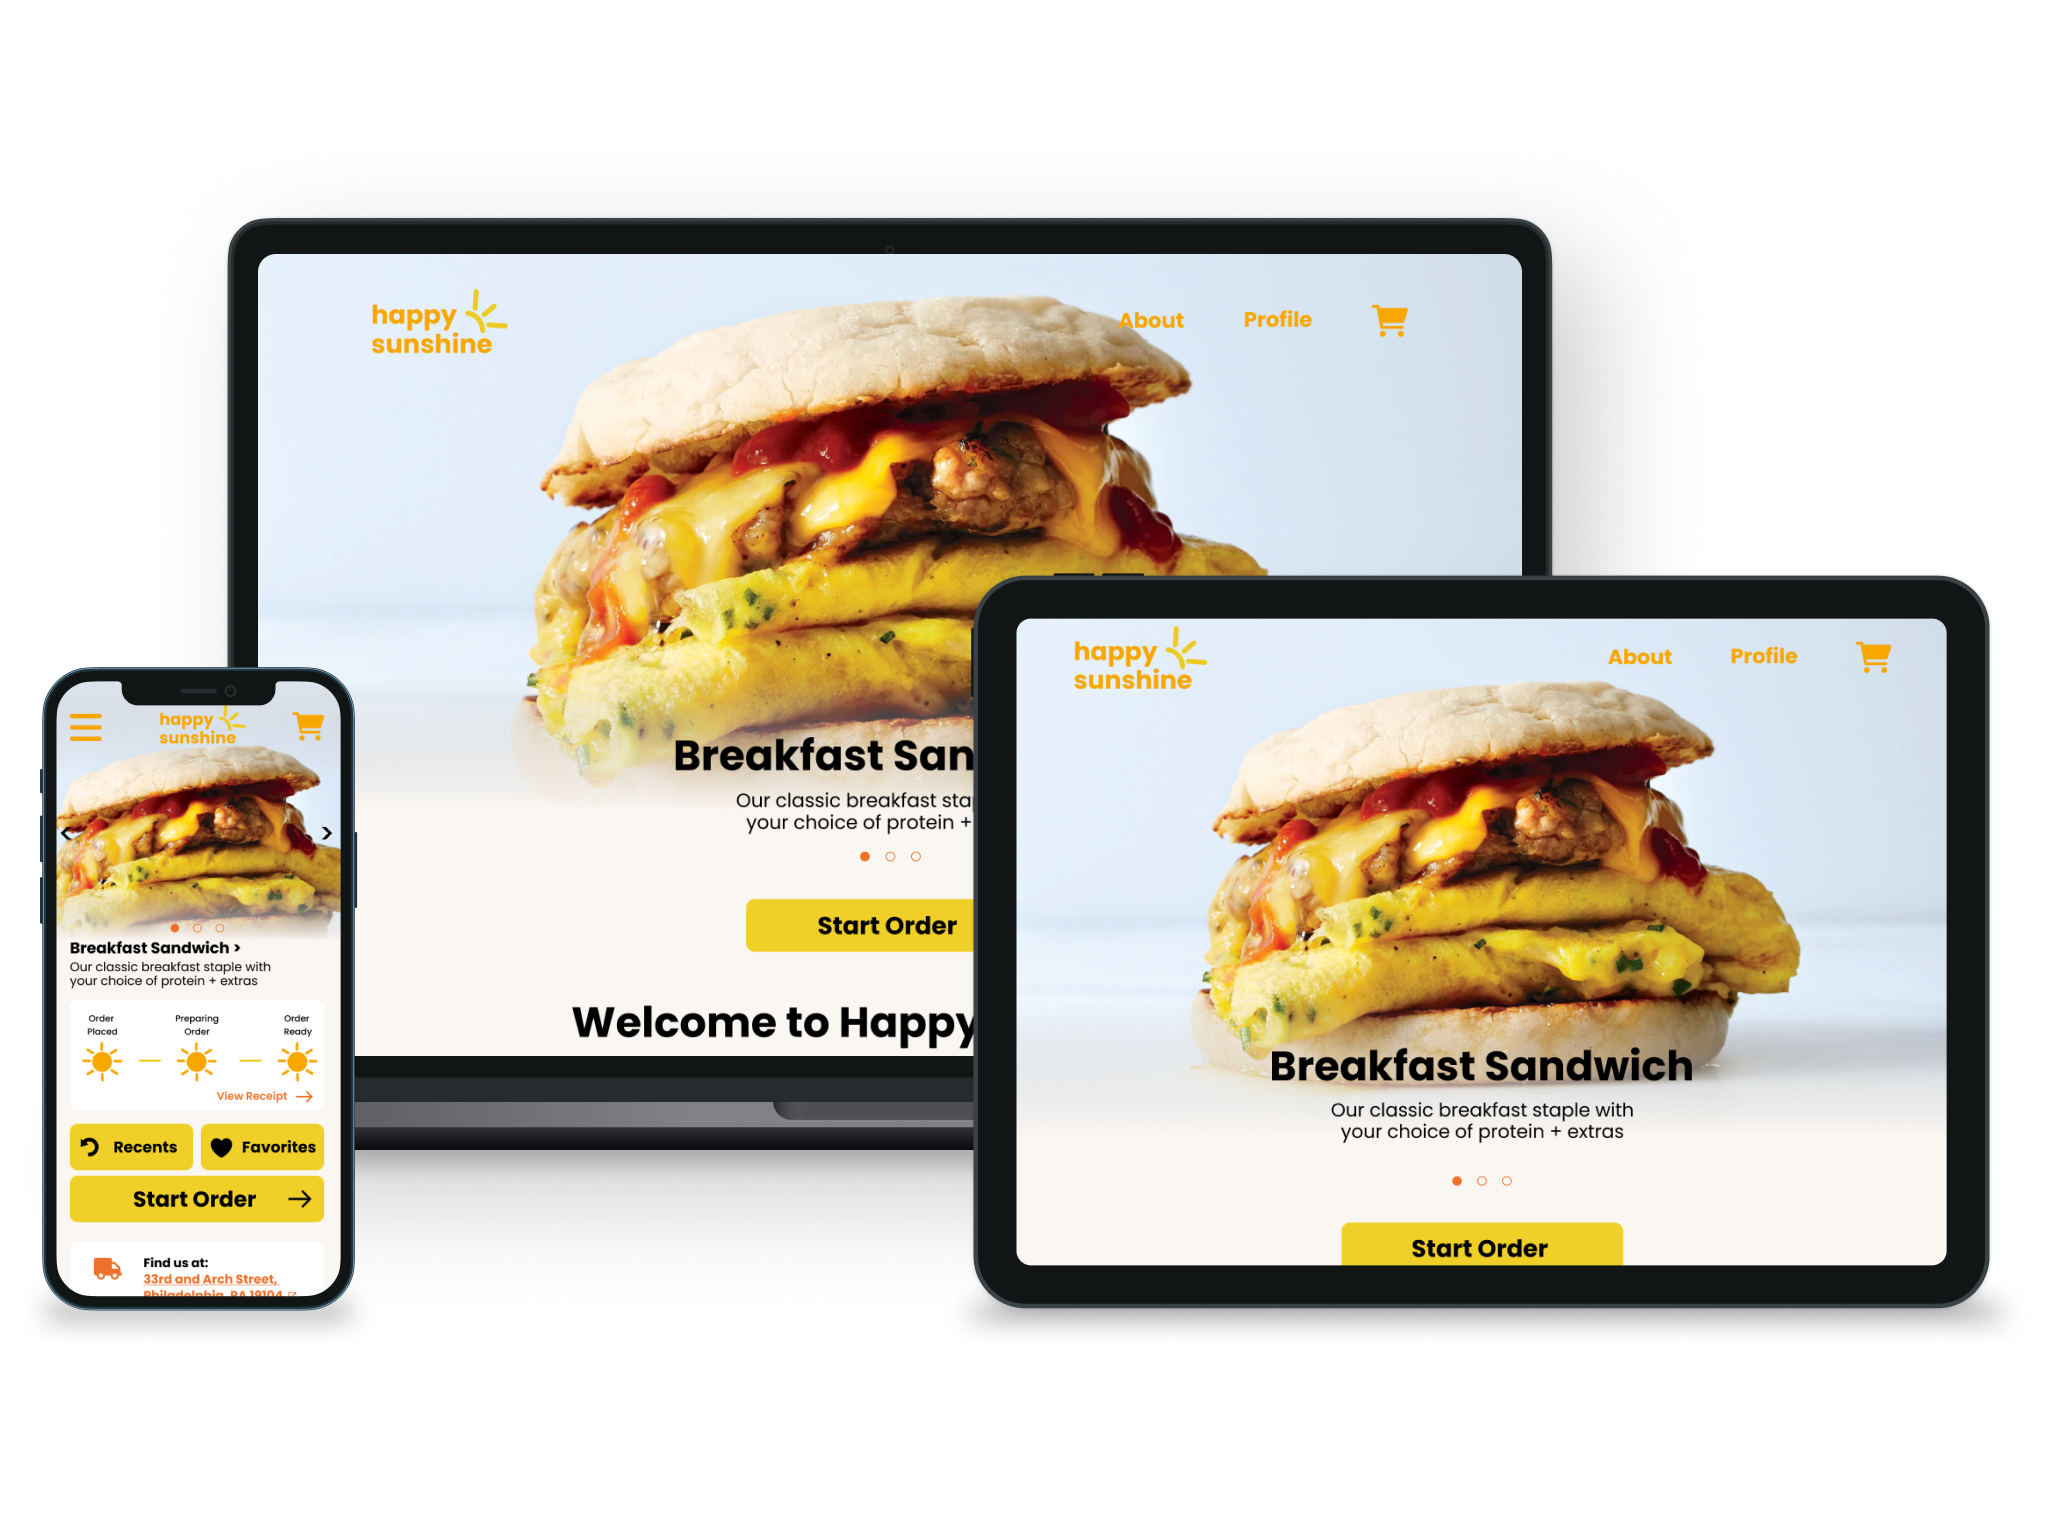 happy
sunshine
About
Profile
Breakfast San
Our classic breakfast sta
your choice of protein +
Start Order
Welcome to Happy
happy
sunshine
Breakfast Sandwich >
Our classic breakfast staple with
your choice of protein + extras
Order
Placed
Preparing
Order
Order
Ready
View Receipt
Recents
Favorites
Start Order
Find us at:
33rd and Arch Street,
Philadelphia, PA 19104
happy
sunshine
About
Profile
Breakfast Sandwich
Our classic breakfast staple with
your choice of protein + extras
Start Order